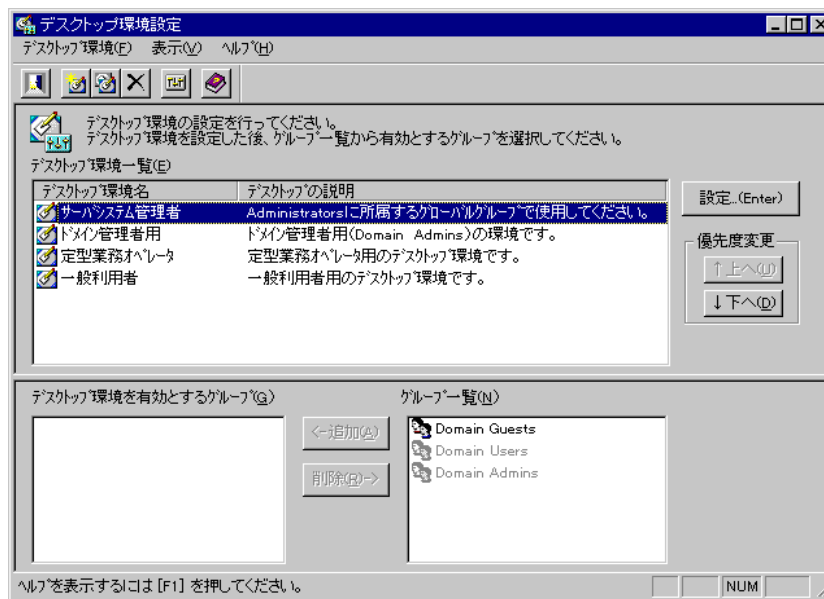 デスクトップ環境設定
ﾃﾞｽｸﾄｯﾌﾟ環境(F) 表示(V) ﾍﾙﾌﾟ(H)
ﾃﾞｽｸﾄｯﾌﾟ環境の設定を行ってください。
ﾃﾞｽｸﾄｯﾌﾟ環境を設定した後、ｸﾞﾙｰﾌﾟ一覧から有効とするｸﾞﾙｰﾌﾟを選択してください。
ﾃﾞｽｸﾄｯﾌﾟ環境一覧(E)
ﾃﾞｽｸﾄｯﾌﾟ環境名 ﾃﾞｽｸﾄｯﾌﾟの説明
ｻｰﾊﾞｼｽﾃﾑ管理者 Administratorsに所属するｸﾞﾛｰﾊﾞﾙｸﾞﾙｰﾌﾟで使用してください。
ﾄﾞﾒｲﾝ管理者用 ﾄﾞﾒｲﾝ管理者用(Domain Admins)の環境です。
定型業務ｵﾍﾟﾚｰﾀ 定型業務ｵﾍﾟﾚｰﾀ用のﾃﾞｽｸﾄｯﾌﾟ環境です。
一般利用者 一般利用者用のﾃﾞｽｸﾄｯﾌﾟ環境です。
設定...(Enter)
優先度変更
↑上へ(U)
↓下へ(D)
ﾃﾞｽｸﾄｯﾌﾟ環境を有効とするｸﾞﾙｰﾌﾟ(G)
<-追加(A)
削除(R)->
ｸﾞﾙｰﾌﾟ一覧(N)
Domain Guests
Domain Users
Domain Admins
ﾍﾙﾌﾟを表示するには [F1] を押してください。
NUM